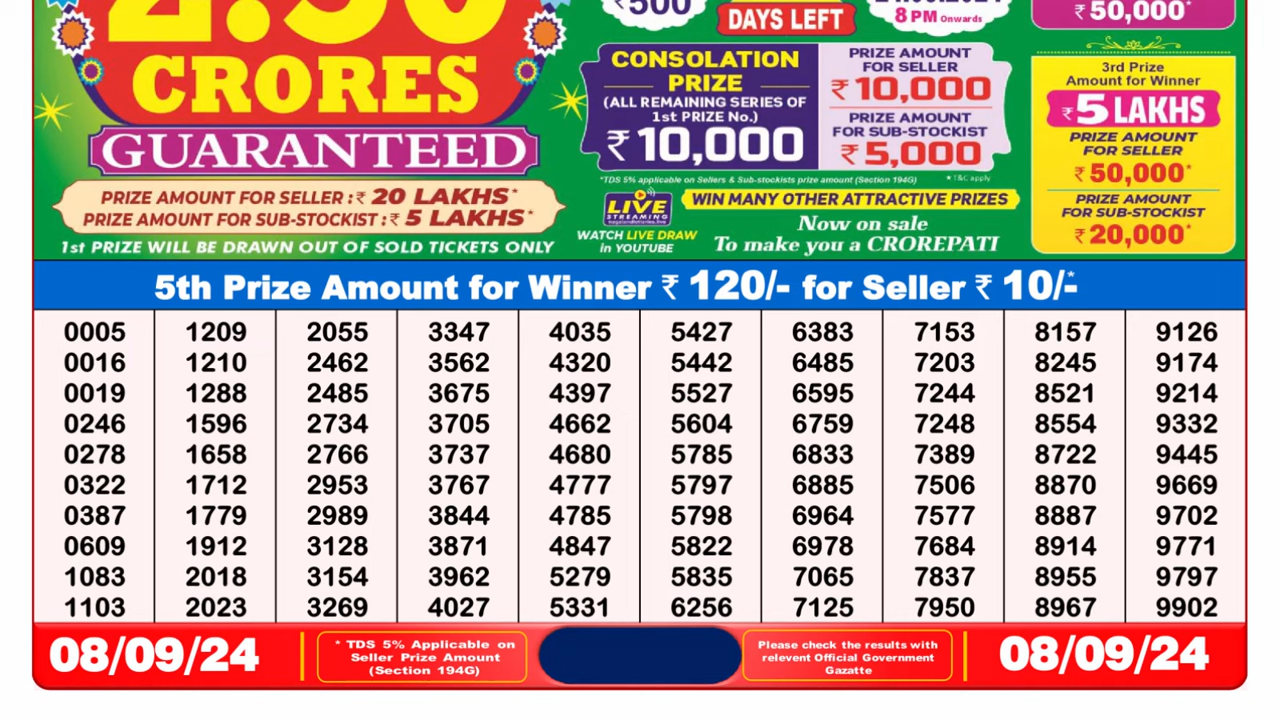 2.50
CRORES
GUARANTEED
PRIZE AMOUNT FOR SELLER :₹ 20 LAKHS*
PRIZE AMOUNT FOR SUB-STOCKIST :₹ 5 LAKHS*
1st PRIZE WILL BE DRAWN OUT OF SOLD TICKETS ONLY
₹500
DAYS LEFT
8 PM Onwards
CONSOLATION
PRIZE
(ALL REMAINING SERIES OF
1st PRIZE No.)
₹ 10,000
PRIZE AMOUNT
FOR SELLER
₹ 10,000
PRIZE AMOUNT
FOR SUB-STOCKIST
₹ 5,000
*TDS 5% applicable on Sellers & Sub-stockists prize amount (Section 194G)
* T&C apply
LIVE
STREAMING
WATCH LIVE DRAW
in YOUTUBE
WIN MANY OTHER ATTRACTIVE PRIZES
Now on sale
To make you a CROREPATI
₹ 50,000*
3rd Prize
Amount for Winner
₹ 5 LAKHS
PRIZE AMOUNT
FOR SELLER
₹ 50,000*
PRIZE AMOUNT
FOR SUB-STOCKIST
₹ 20,000*
5th Prize Amount for Winner ₹ 120/- for Seller ₹ 10/-*
0005 1209 2055 3347 4035 5427 6383 7153 8157 9126
0016 1210 2462 3562 4320 5442 6485 7203 8245 9174
0019 1288 2485 3675 4397 5527 6595 7244 8521 9214
0246 1596 2734 3705 4662 5604 6759 7248 8554 9332
0278 1658 2766 3737 4680 5785 6833 7389 8722 9445
0322 1712 2953 3767 4777 5797 6885 7506 8870 9669
0387 1779 2989 3844 4785 5798 6964 7577 8887 9702
0609 1912 3128 3871 4847 5822 6978 7684 8914 9771
1083 2018 3154 3962 5279 5835 7065 7837 8955 9797
1103 2023 3269 4027 5331 6256 7125 7950 8967 9902
08/09/24
* TDS 5% Applicable on
Seller Prize Amount
(Section 194G)
Please check the results with
relevent Official Government
Gazatte
08/09/24